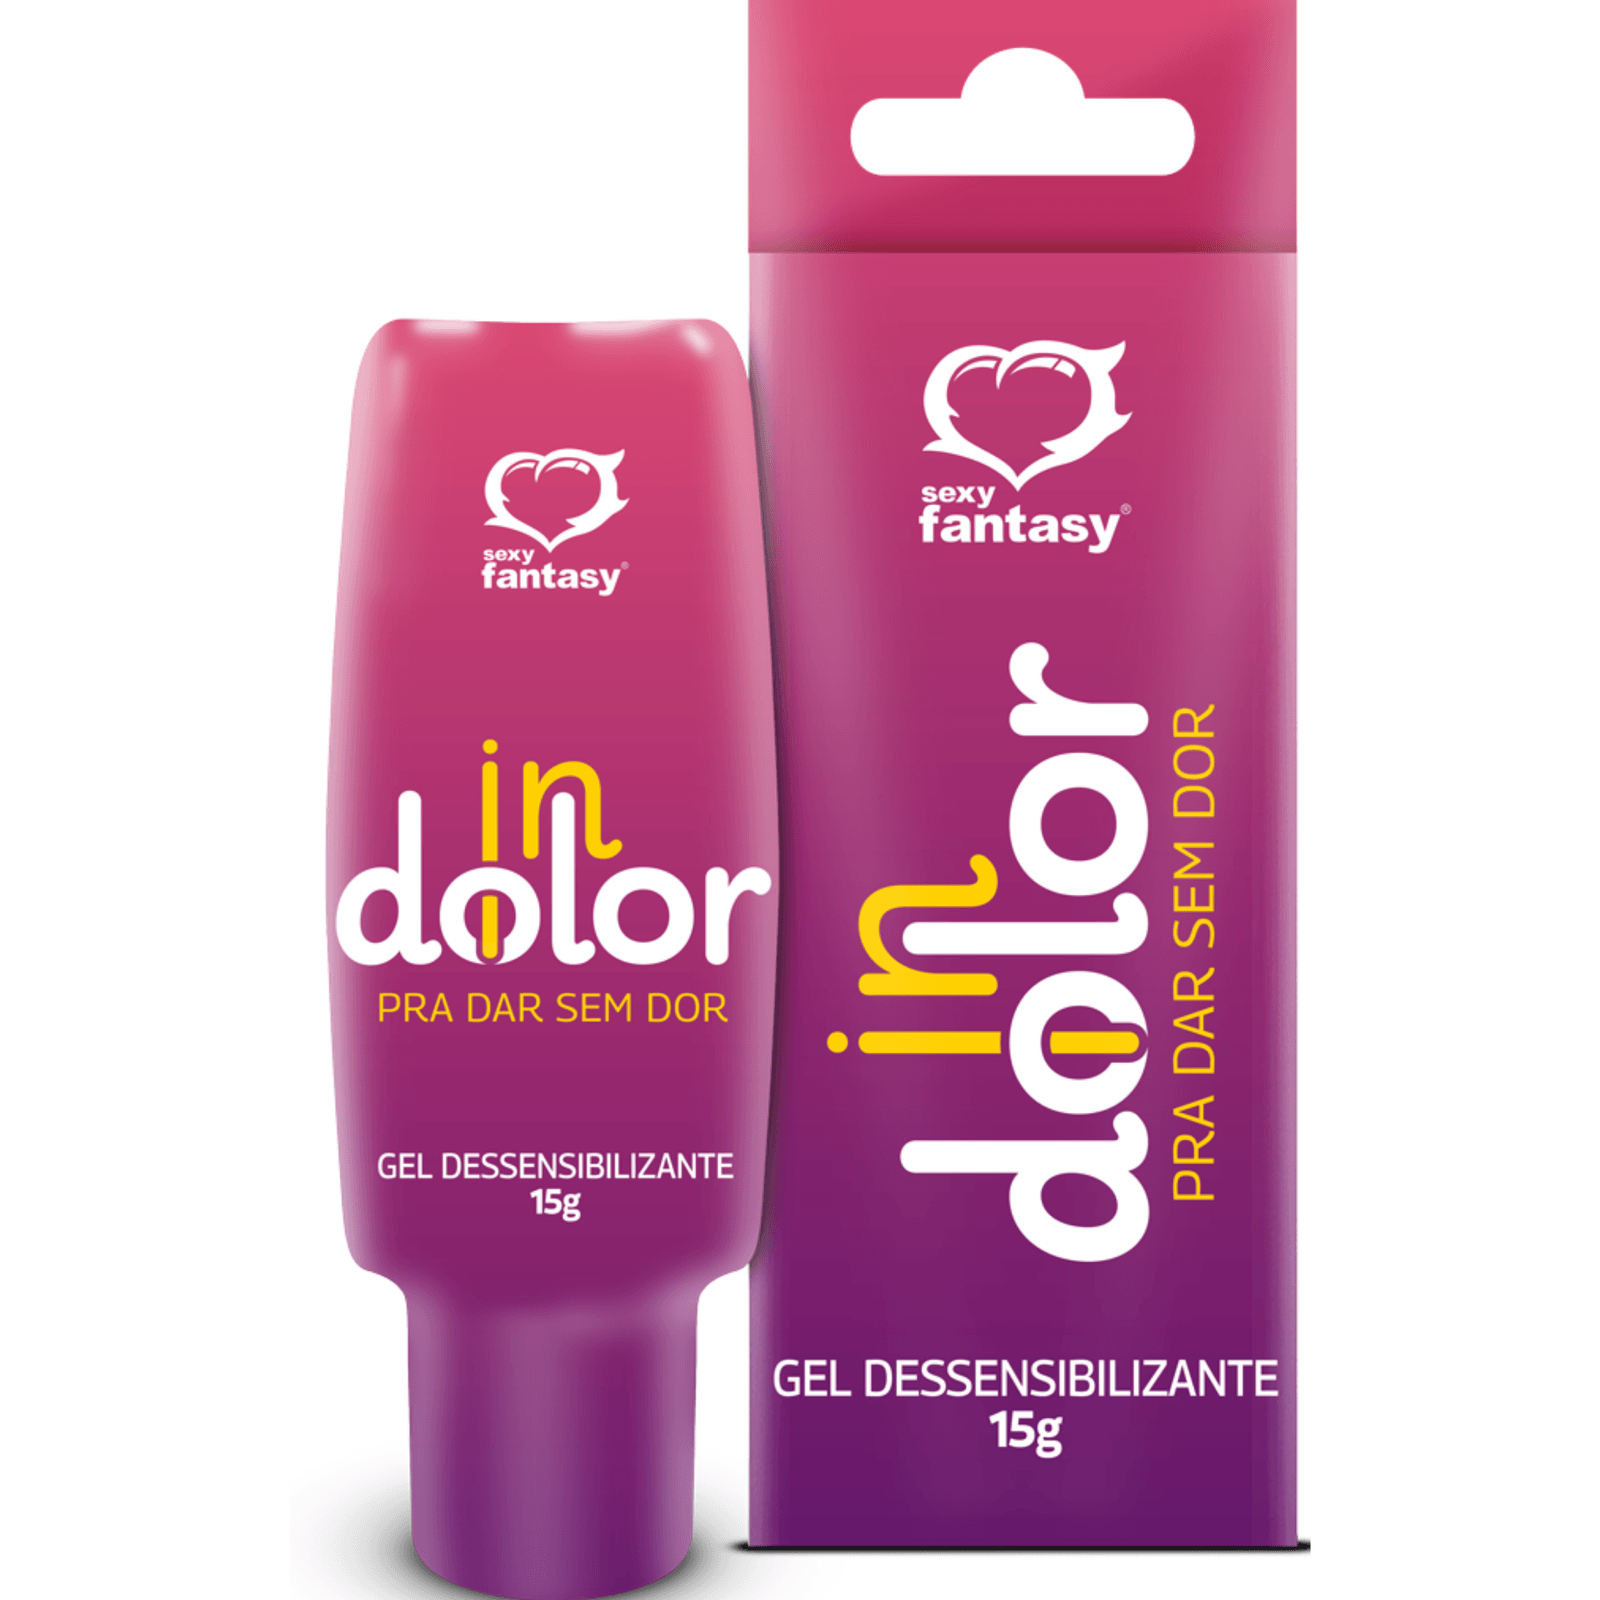 sexy
fantasy®
in
dolor
PRA DAR SEM DOR
GEL DESSENSIBILIZANTE
15g
sexy
fantasy®
in
dolor
PRA DAR SEM DOR
GEL DESSENSIBILIZANTE
15g